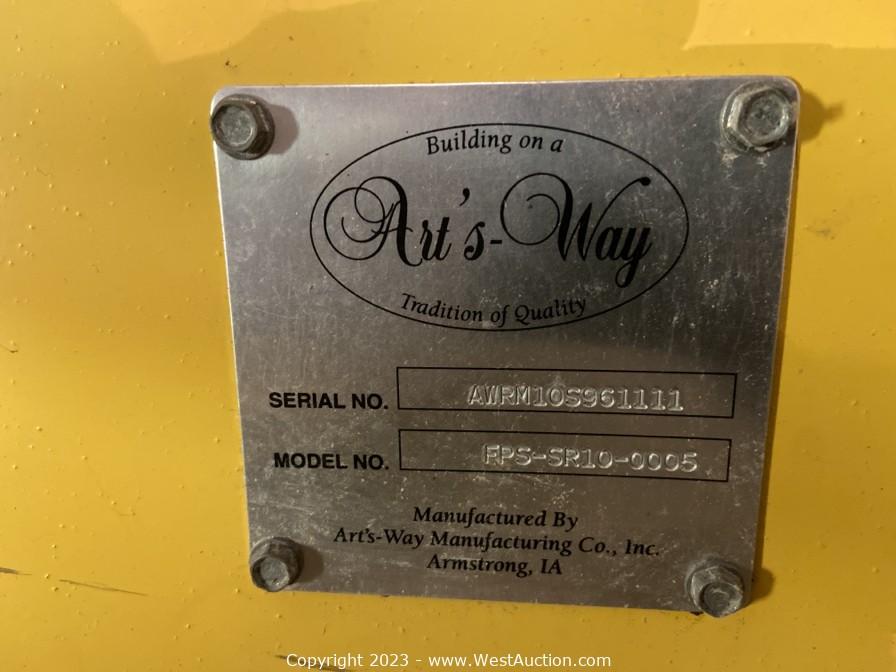 Building on a
Art's-Way
Tradition of Quality
SERIAL NO. AWRM10S961111
MODEL NO. FPS-SR10-0005
Manufactured By
Art's-Way Manufacturing Co., Inc.
Armstrong, IA
Copyright 2023 - www.WestAuction.com